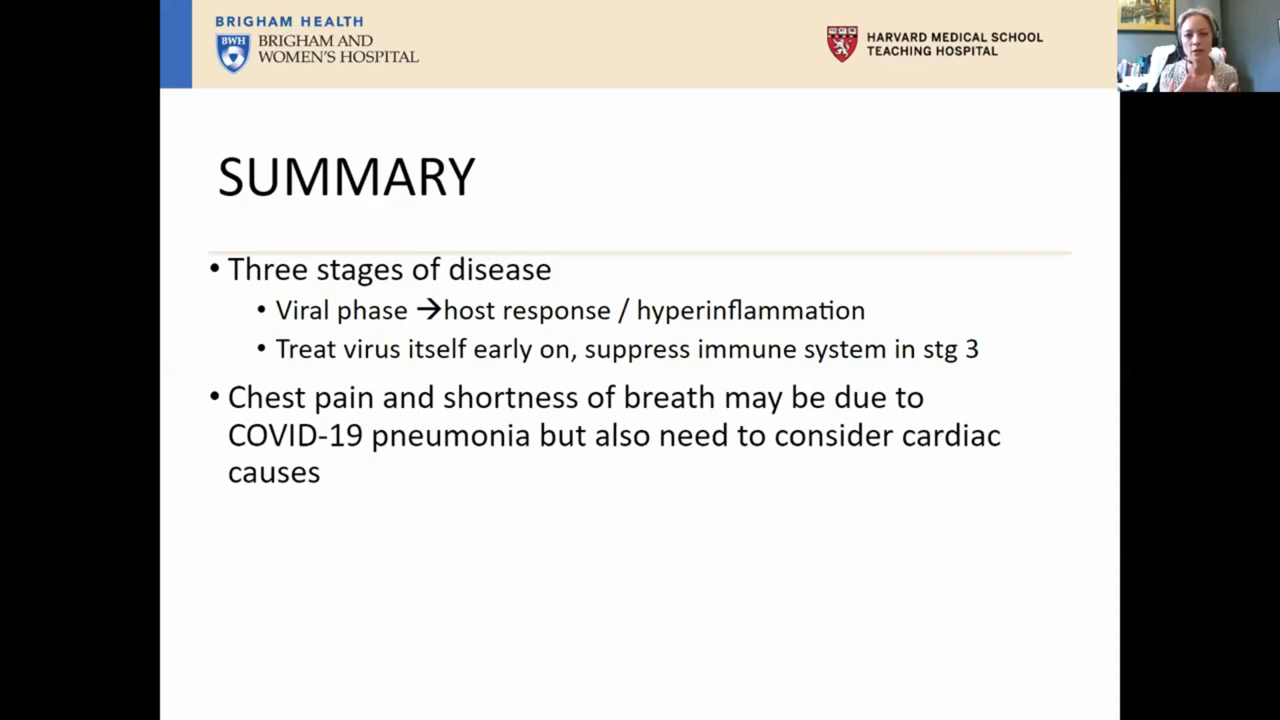 BRIGHAM HEALTH
BWH
BRIGHAM AND
WOMEN'S HOSPITAL
HARVARD MEDICAL SCHOOL
TEACHING HOSPITAL
SUMMARY
• Three stages of disease
• Viral phase →host response / hyperinflammation
• Treat virus itself early on, suppress immune system in stg 3
• Chest pain and shortness of breath may be due to
COVID-19 pneumonia but also need to consider cardiac
causes